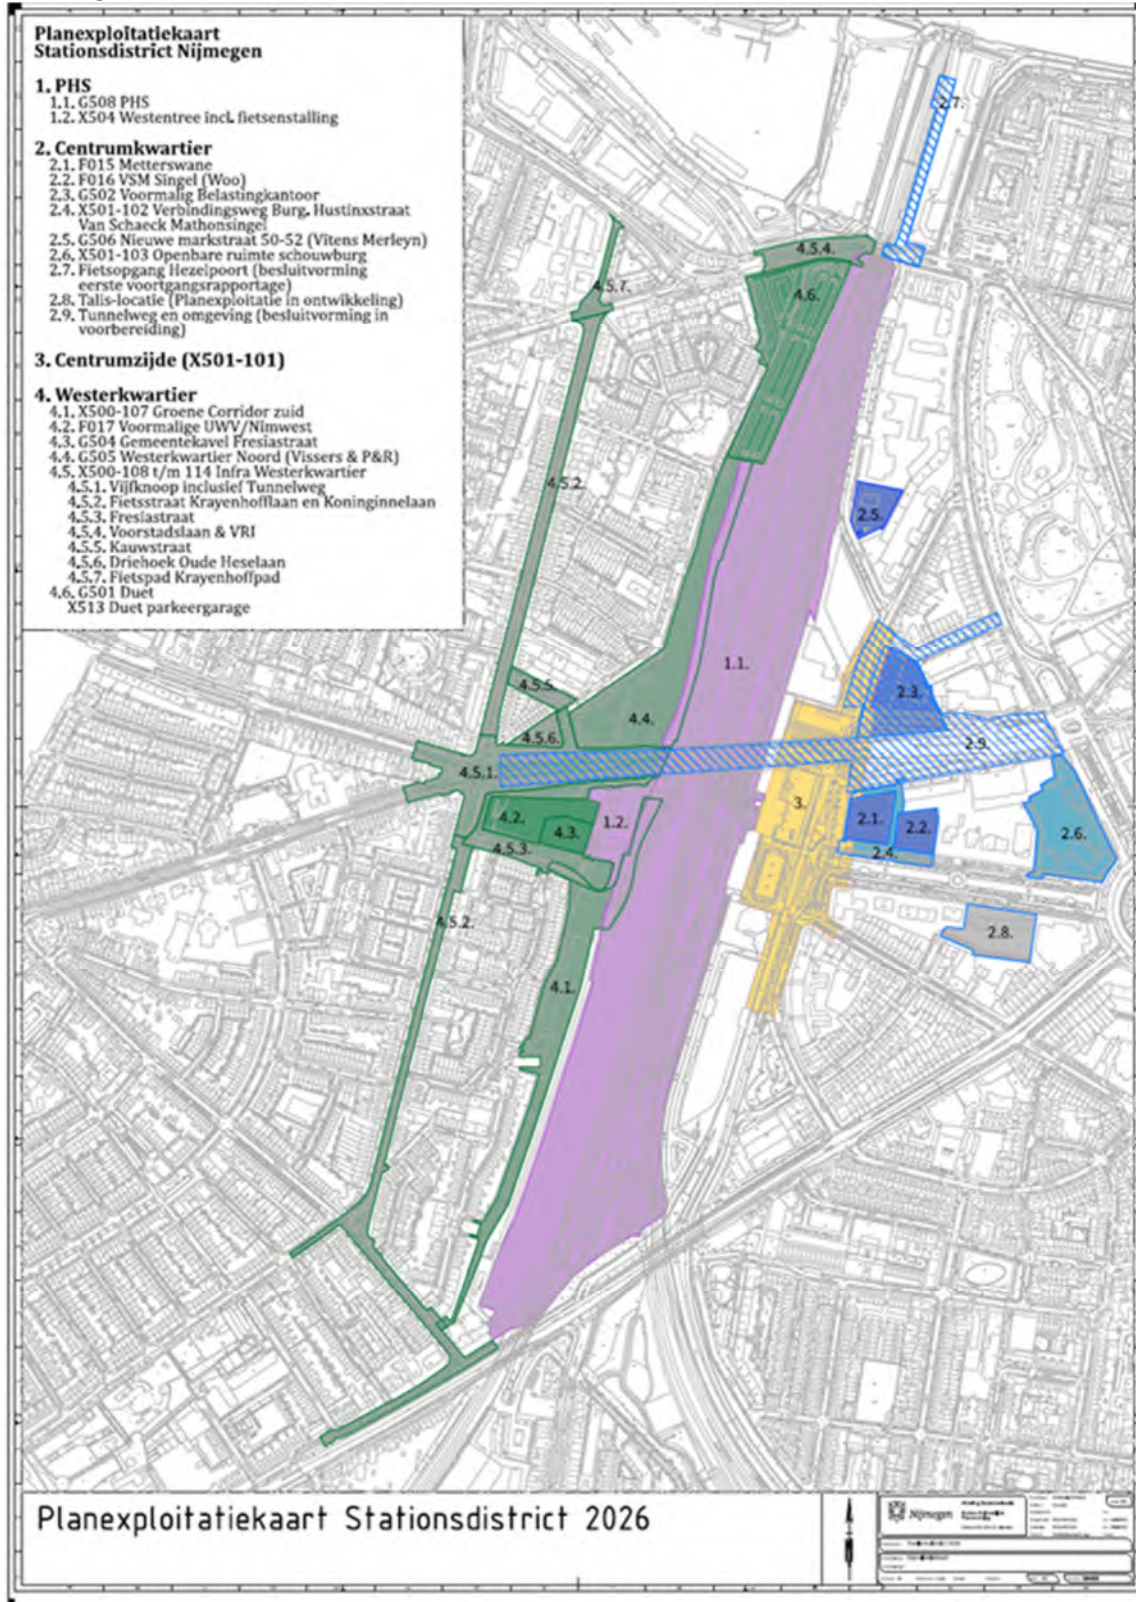 Planexploitatiekaart
Stationsdistrict Nijmegen
1. PHS
1.1. G508 PHS
1.2. X504 Westentree incl. fietsenstalling
2. Centrumkwartier
2.1. F015 Metterswane
2.2. F016 VSM Singel (Woo)
2.3. G502 Voormalig Belastingkantoor
2.4. X501-102 Verbindingsweg Burg. Hustinxstraat
Van Schaeck Mathonsingel
2.5. G506 Nieuwe markstraat 50-52 (Vitens Merleyn)
2.6. X501-103 Openbare ruimte schouwburg
2.7. Fietsopgang Hezelpoort (besluitvorming
eerste voortgangsrapportage)
2.8. Talis-locatie (Planexploitatie in ontwikkeling)
2.9. Tunnelweg en omgeving (besluitvorming in
voorbereiding)
3. Centrumzijde (X501-101)
4. Westerkwartier
4.1. X500-107 Groene Corridor zuid
4.2. F017 Voormalige UWV/Nimwest
4.3. G504 Gemeentekavel Fresiastraat
4.4. G505 Westerkwartier Noord (Vissers & P&R)
4.5. X500-108 t/m 114 Infra Westerkwartier
4.5.1. Vijfknoop inclusief Tunnelweg
4.5.2. Fietsstraat Krayenhofflaan en Koninginnelaan
4.5.3. Fresiastraat
4.5.4. Voorstadslaan & VRI
4.5.5. Kauwstraat
4.5.6. Driehoek Oude Heselaan
4.5.7. Fietspad Krayenhoffpad
4.6. G501 Duet
X513 Duet parkeergarage
2.7.
4.5.4.
4.5.7.
4.6.
4.5.2.
2.5.
1.1.
4.5.5.
2.3.
4.4.
4.5.6.
2.9.
4.5.1.
3.
4.2.
4.3.
1.2.
2.1.
2.2.
2.6.
4.5.3.
2.4.
4.5.2.
2.8.
4.1.
Planexploitatiekaart Stationsdistrict 2026
Nijmegen